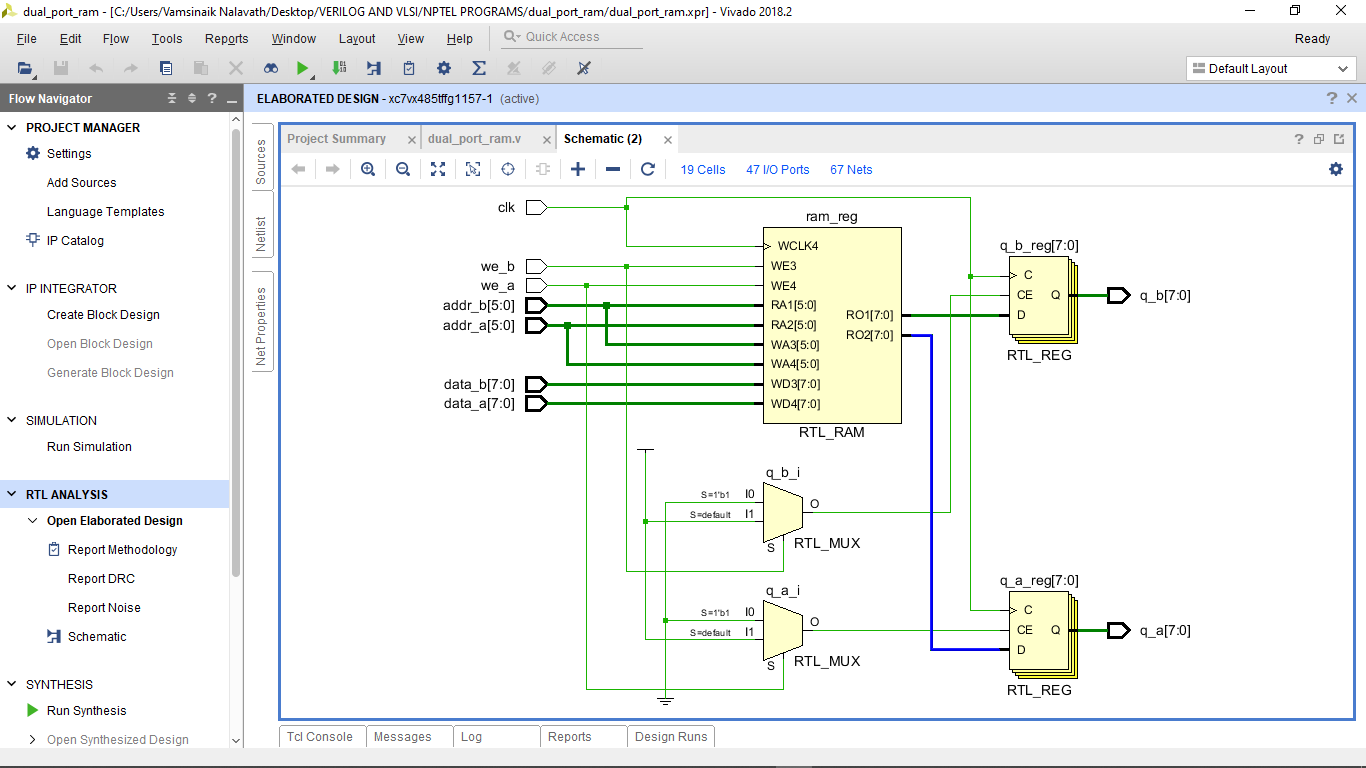 dual_port_ram - [C:/Users/Vamsinaik Nalavath/Desktop/VERILOG AND VLSI/NPTEL PROGRAMS/dual_port_ram/dual_port_ram.xpr] - Vivado 2018.2
File Edit Flow Tools Reports Window Layout View Help Quick Access Ready
Default Layout
Flow Navigator
ELABORATED DESIGN - xc7vx485tffg1157-1 (active)
PROJECT MANAGER
Settings
Add Sources
Language Templates
IP Catalog
IP INTEGRATOR
Create Block Design
Open Block Design
Generate Block Design
SIMULATION
Run Simulation
RTL ANALYSIS
Open Elaborated Design
Report Methodology
Report DRC
Report Noise
Schematic
SYNTHESIS
Run Synthesis
Open Synthesized Design
Sources
Netlist
Net Properties
Project Summary dual_port_ram.v Schematic (2)
19 Cells 47 I/O Ports 67 Nets
clk
we_b
we_a
addr_b[5:0]
addr_a[5:0]
data_b[7:0]
data_a[7:0]
ram_reg
WCLK4
WE3
WE4
RA1[5:0]
RA2[5:0]
WA3[5:0]
WA4[5:0]
WD3[7:0]
WD4[7:0]
RO1[7:0]
RO2[7:0]
RTL_RAM
q_b_reg[7:0]
C
CE Q
D
RTL_REG
q_b[7:0]
q_b_i
S=1'b1 I0
S=default I1
O
S
RTL_MUX
q_a_i
S=1'b1 I0
S=default I1
O
S
RTL_MUX
q_a_reg[7:0]
C
CE Q
D
RTL_REG
q_a[7:0]
Tcl Console Messages Log Reports Design Runs